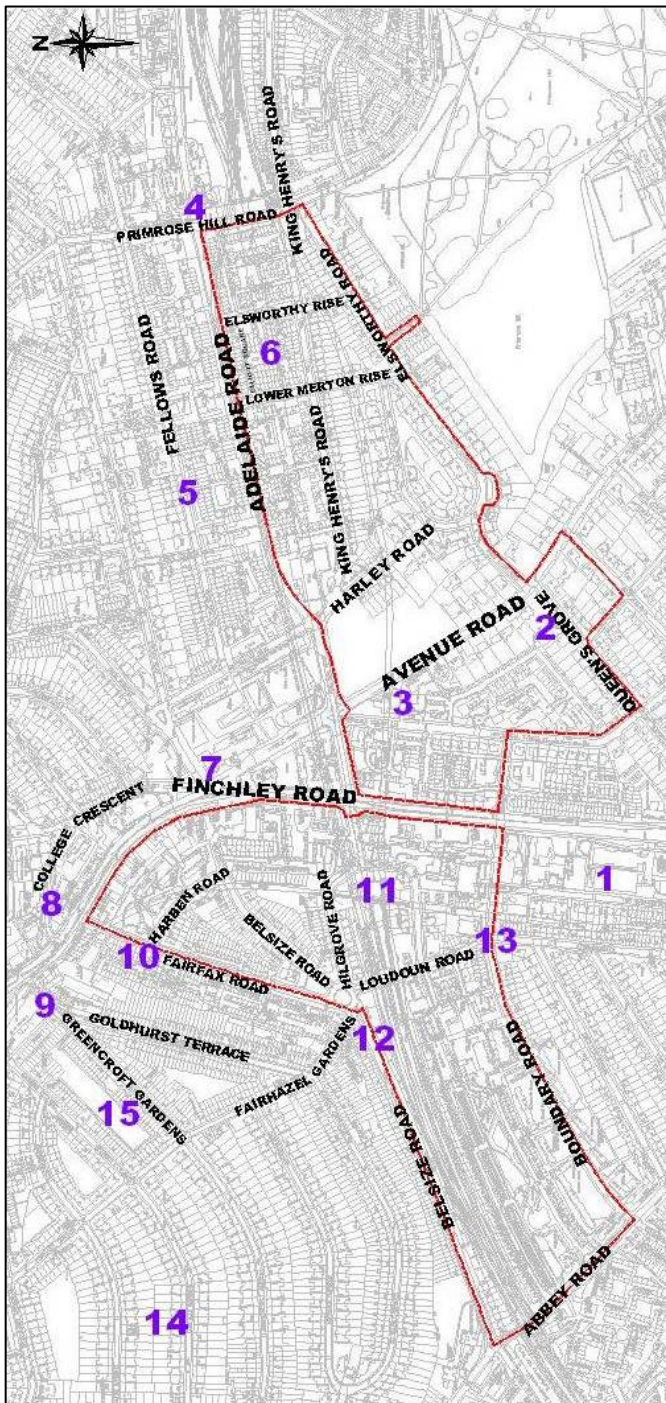 N
KING HENRY'S ROAD
4
PRIMROSE HILL ROAD
ELSWORTHY ROAD
ELSWORTHY RISE
6
FELLOWS ROAD
ADELAIDE ROAD
LOWER MERTON RISE
5
KING HENRY'S ROAD
HARLEY ROAD
AVENUE ROAD
2
QUEEN'S GROVE
3
7
FINCHLEY ROAD
COLLEGE CRESCENT
8
1
11
HARBEN ROAD
HILGROVE ROAD
BELSIZE ROAD
13
10
FAIRFAX ROAD
LOUDOUN ROAD
9
GOLDHURST TERRACE
12
GREENCROFT GARDENS
FAIRHAZEL GARDENS
15
BOUNDARY ROAD
BELSIZE ROAD
ABBEY ROAD
14